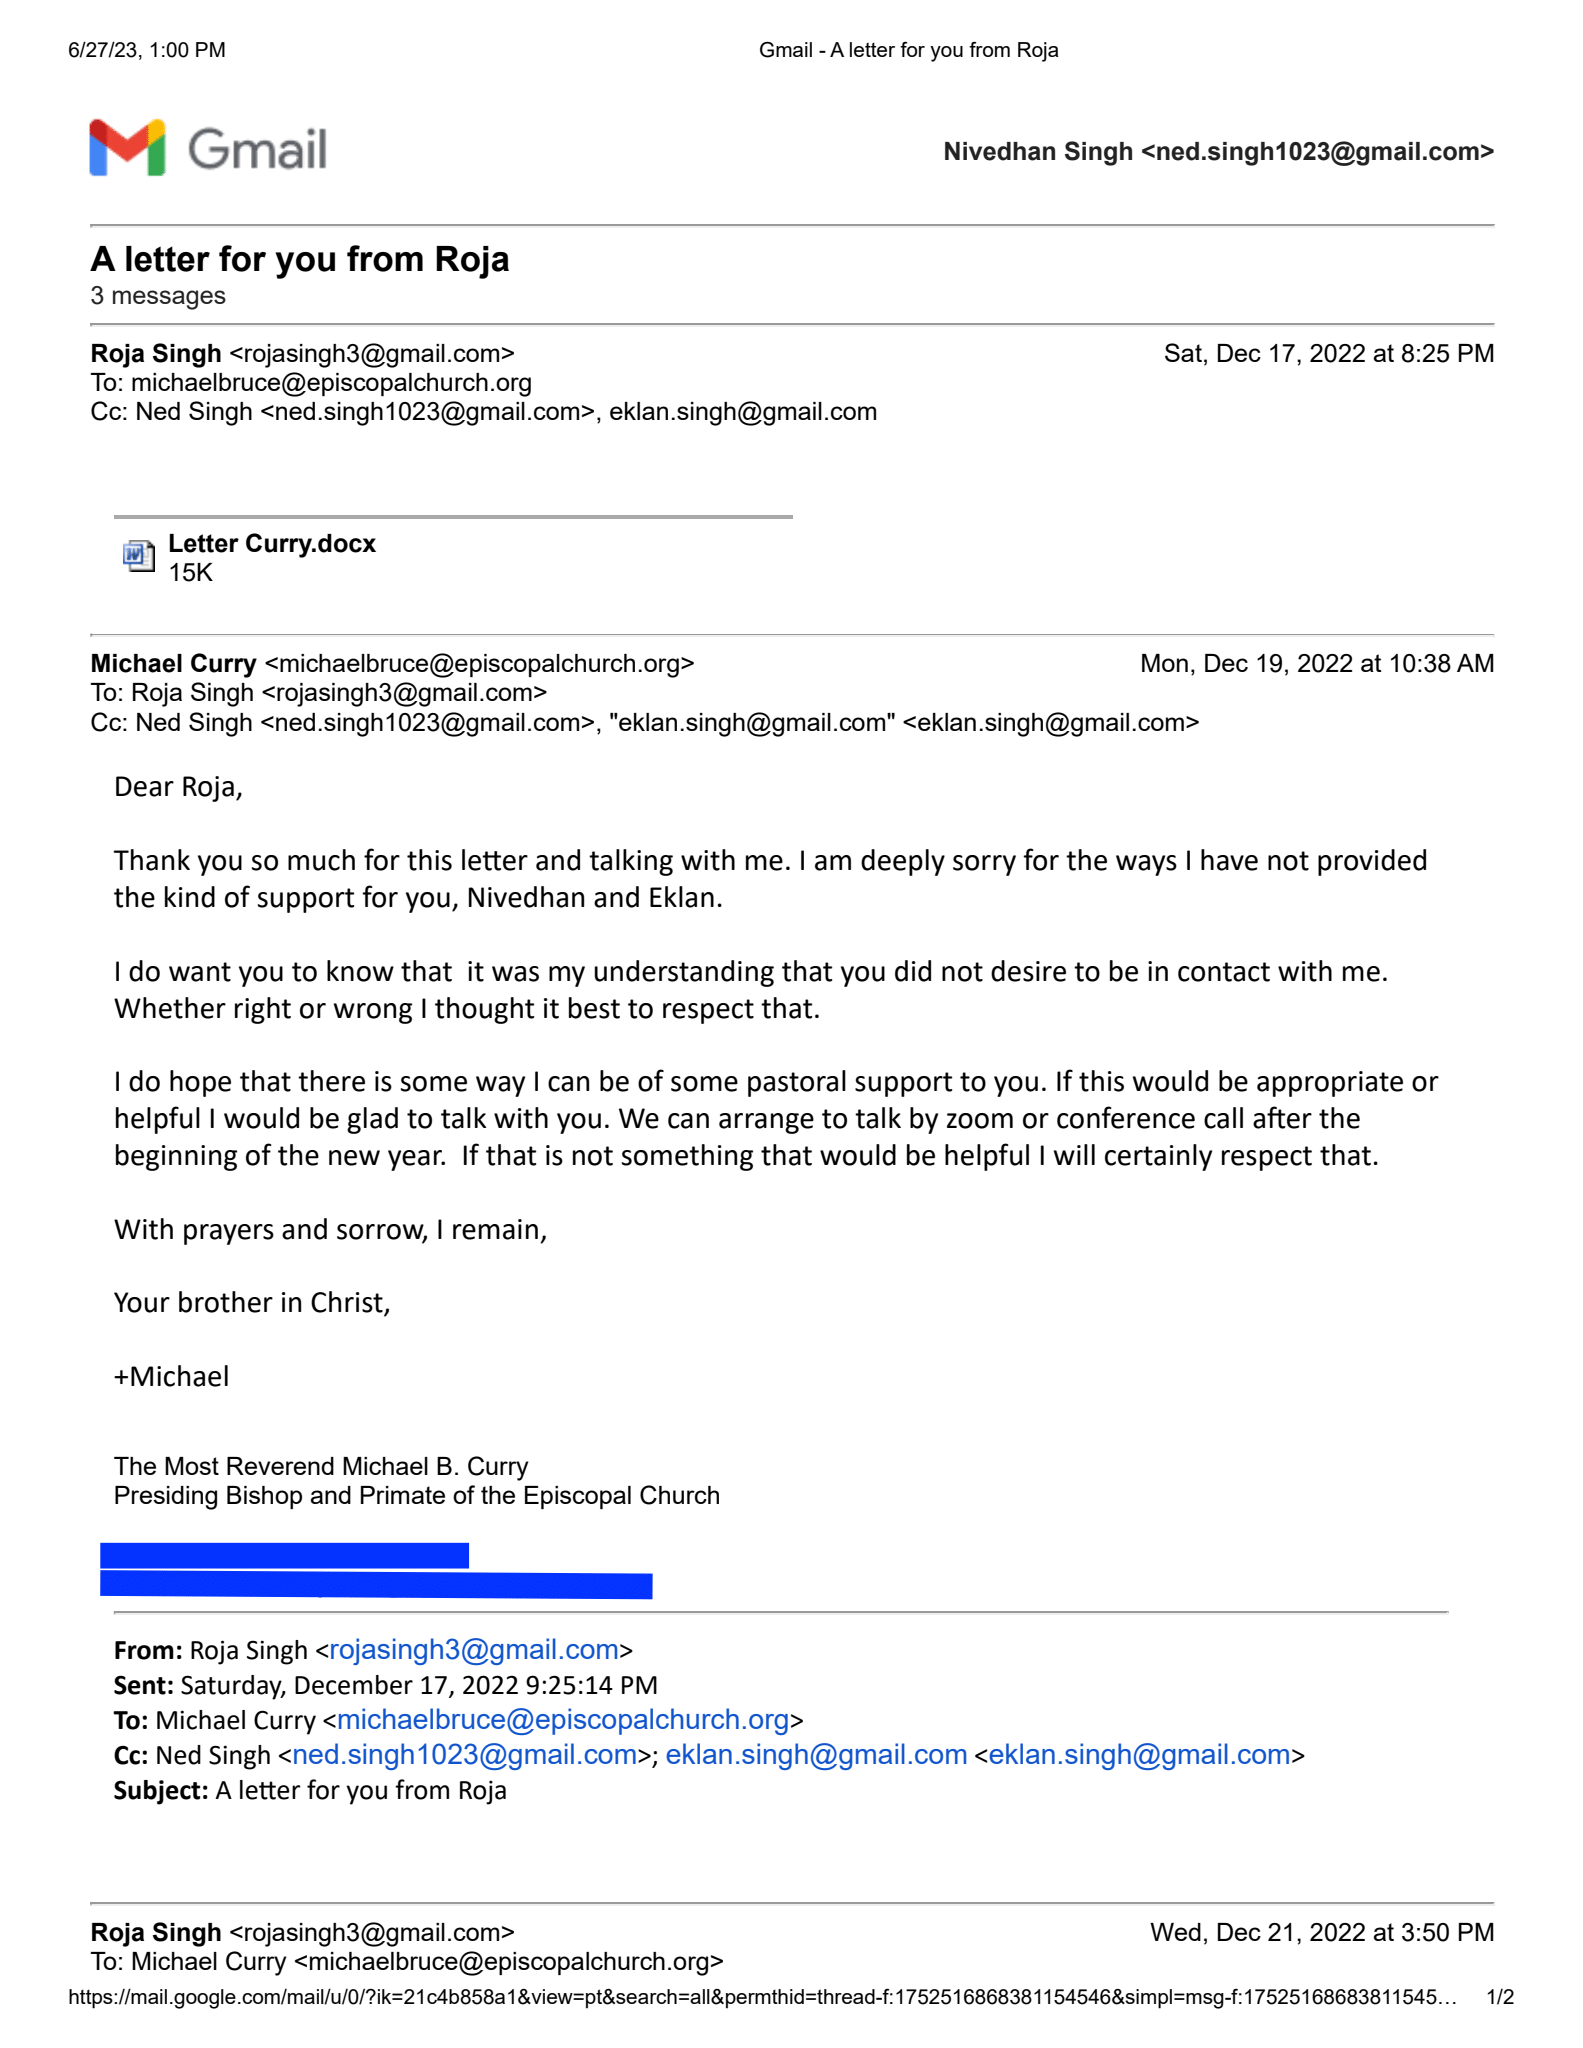 6/27/23, 1:00 PM Gmail - A letter for you from Roja
Gmail Nivedhan Singh <ned.singh1023@gmail.com>
A letter for you from Roja
3 messages
Roja Singh <rojasingh3@gmail.com> Sat, Dec 17, 2022 at 8:25 PM
To: michaelbruce@episcopalchurch.org
Cc: Ned Singh <ned.singh1023@gmail.com>, eklan.singh@gmail.com
Letter Curry.docx
15K
Michael Curry <michaelbruce@episcopalchurch.org> Mon, Dec 19, 2022 at 10:38 AM
To: Roja Singh <rojasingh3@gmail.com>
Cc: Ned Singh <ned.singh1023@gmail.com>, "eklan.singh@gmail.com" <eklan.singh@gmail.com>
Dear Roja,
Thank you so much for this letter and talking with me. I am deeply sorry for the ways I have not provided
the kind of support for you, Nivedhan and Eklan.
I do want you to know that  it was my understanding that you did not desire to be in contact with me.
Whether right or wrong I thought it best to respect that.
I do hope that there is some way I can be of some pastoral support to you. If this would be appropriate or
helpful I would be glad to talk with you. We can arrange to talk by zoom or conference call after the
beginning of the new year.  If that is not something that would be helpful I will certainly respect that.
With prayers and sorrow, I remain,
Your brother in Christ,
+Michael
The Most Reverend Michael B. Curry
Presiding Bishop and Primate of the Episcopal Church
From: Roja Singh <rojasingh3@gmail.com>
Sent: Saturday, December 17, 2022 9:25:14 PM
To: Michael Curry <michaelbruce@episcopalchurch.org>
Cc: Ned Singh <ned.singh1023@gmail.com>; eklan.singh@gmail.com <eklan.singh@gmail.com>
Subject: A letter for you from Roja
Roja Singh <rojasingh3@gmail.com> Wed, Dec 21, 2022 at 3:50 PM
To: Michael Curry <michaelbruce@episcopalchurch.org>
https://mail.google.com/mail/u/0/?ik=21c4b858a1&view=pt&search=all&permthid=thread-f:1752516868381154546&simpl=msg-f:17525168683811545… 1/2